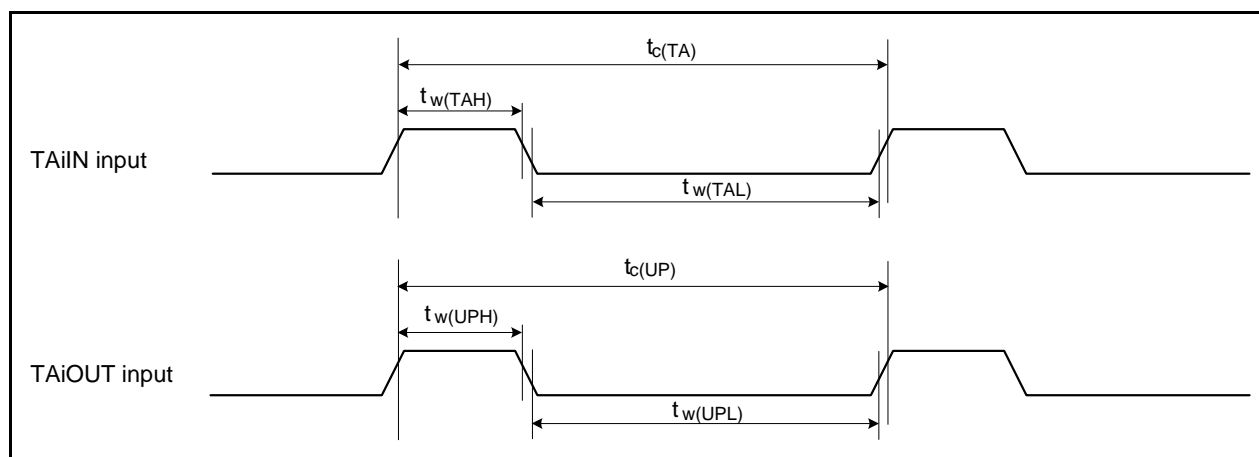 tc(TA)
tw(TAH)
TAiIN input
tw(TAL)
tc(UP)
tw(UPH)
TAiOUT input
tw(UPL)